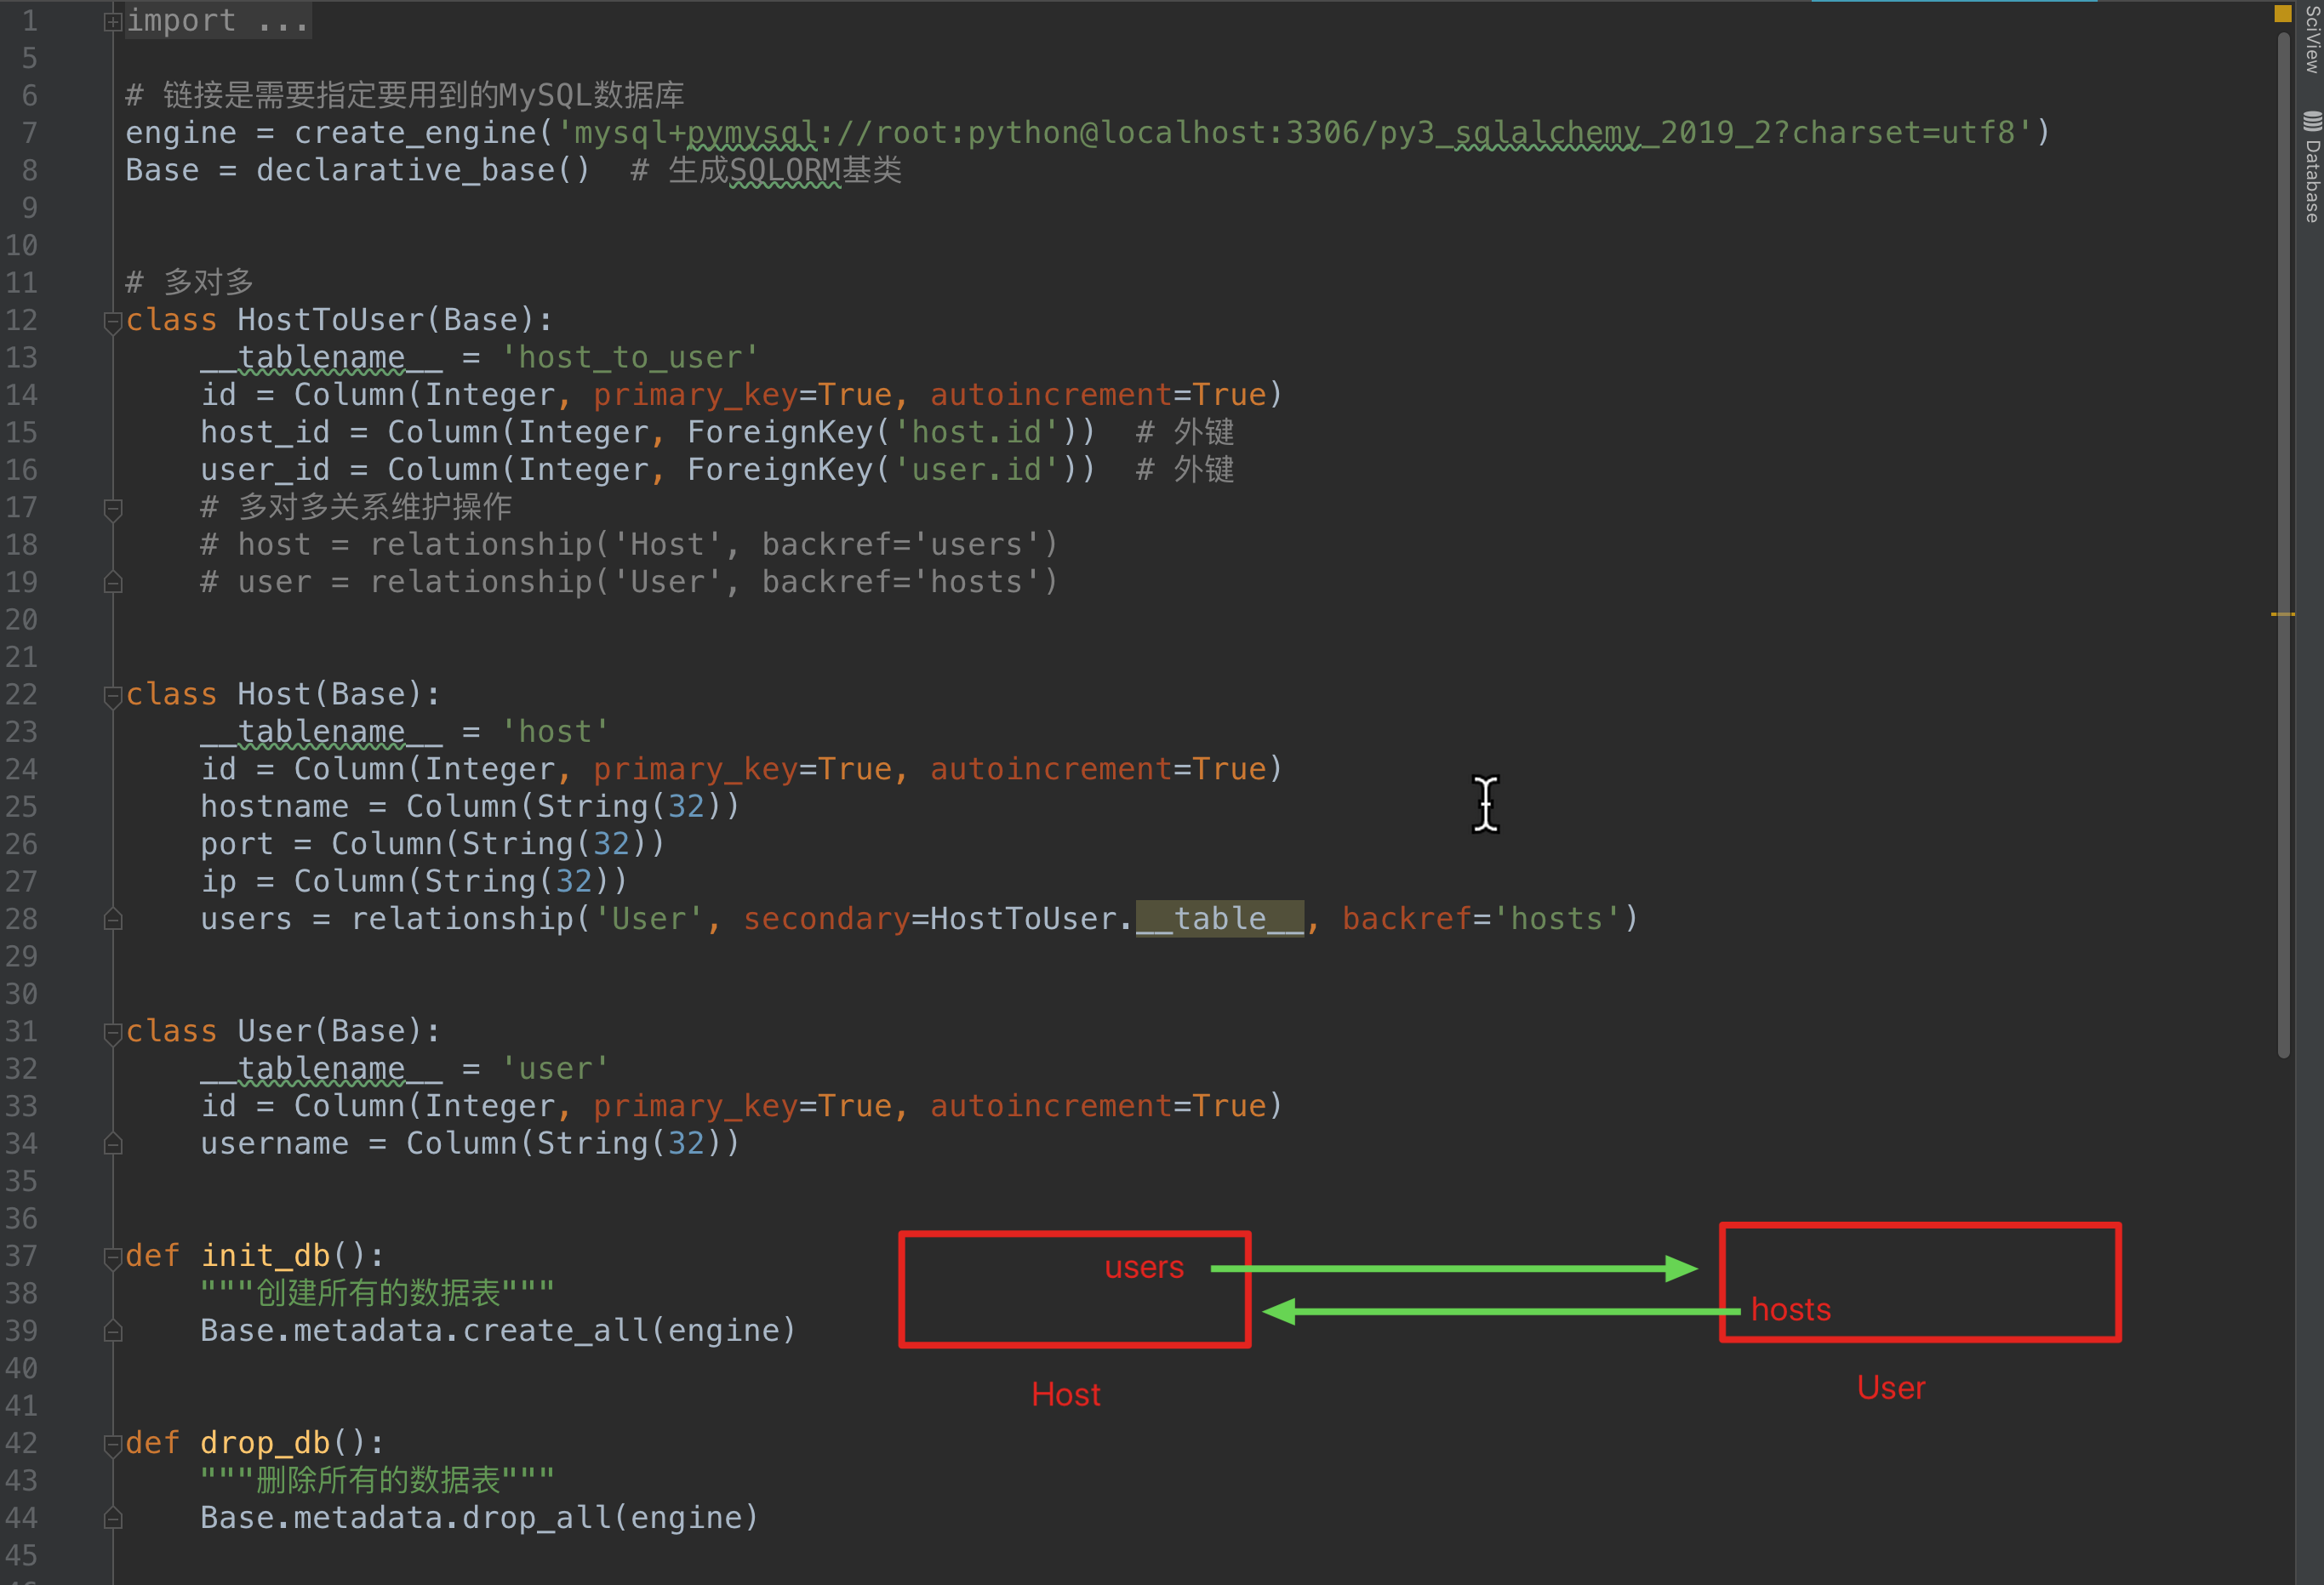 1 import ...
5
6 # 链接是需要指定要用到的MySQL数据库
7 engine = create_engine('mysql+pymysql://root:python@localhost:3306/py3_sqlalchemy_2019_2?charset=utf8')
8 Base = declarative_base()  # 生成SQLORM基类
9
10
11 # 多对多
12 class HostToUser(Base):
13     __tablename__ = 'host_to_user'
14     id = Column(Integer, primary_key=True, autoincrement=True)
15     host_id = Column(Integer, ForeignKey('host.id'))  # 外键
16     user_id = Column(Integer, ForeignKey('user.id'))  # 外键
17     # 多对多关系维护操作
18     # host = relationship('Host', backref='users')
19     # user = relationship('User', backref='hosts')
20
21
22 class Host(Base):
23     __tablename__ = 'host'
24     id = Column(Integer, primary_key=True, autoincrement=True)
25     hostname = Column(String(32))
26     port = Column(String(32))
27     ip = Column(String(32))
28     users = relationship('User', secondary=HostToUser.__table__, backref='hosts')
29
30
31 class User(Base):
32     __tablename__ = 'user'
33     id = Column(Integer, primary_key=True, autoincrement=True)
34     username = Column(String(32))
35
36
37 def init_db():
38     """创建所有的数据表"""
39     Base.metadata.create_all(engine)
40
41
42 def drop_db():
43     """删除所有的数据表"""
44     Base.metadata.drop_all(engine)
45
users
hosts
Host
User
SciView
Database